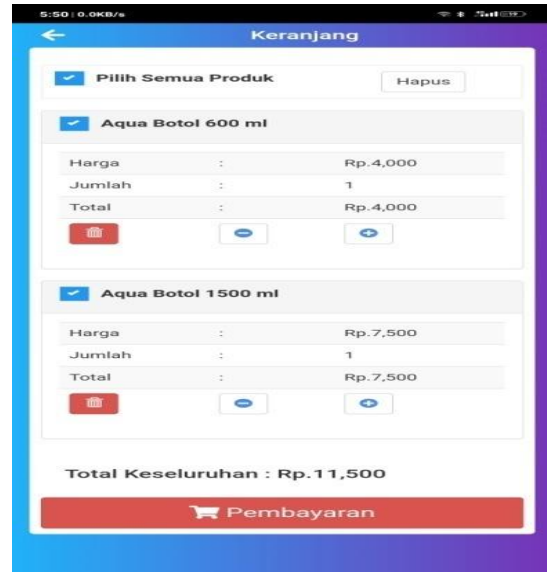 5:50 | 0.0KB/s
Keranjang
Pilih Semua Produk Hapus
Aqua Botol 600 ml
Harga : Rp.4,000
Jumlah : 1
Total : Rp.4,000
Aqua Botol 1500 ml
Harga : Rp.7,500
Jumlah : 1
Total : Rp.7,500
Total Keseluruhan : Rp.11,500
Pembayaran